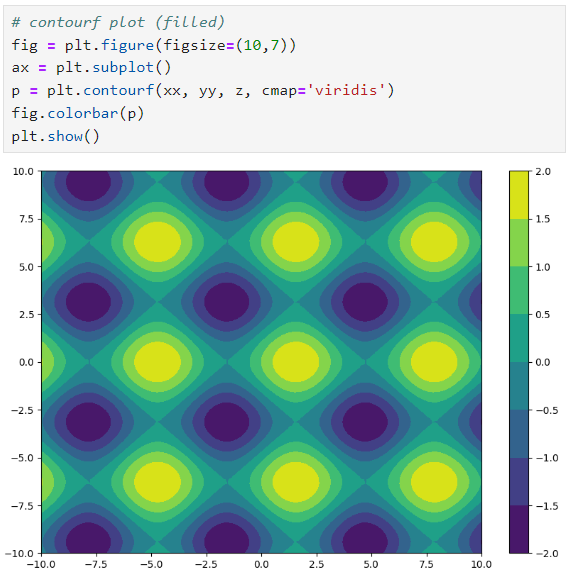 # contourf plot (filled)
fig = plt.figure(figsize=(10,7))
ax = plt.subplot()
p = plt.contourf(xx, yy, z, cmap='viridis')
fig.colorbar(p)
plt.show()
10.0
7.5
5.0
2.5
0.0
−2.5
−5.0
−7.5
−10.0
−10.0 −7.5 −5.0 −2.5 0.0 2.5 5.0 7.5 10.0
2.0
1.5
1.0
0.5
0.0
−0.5
−1.0
−1.5
−2.0